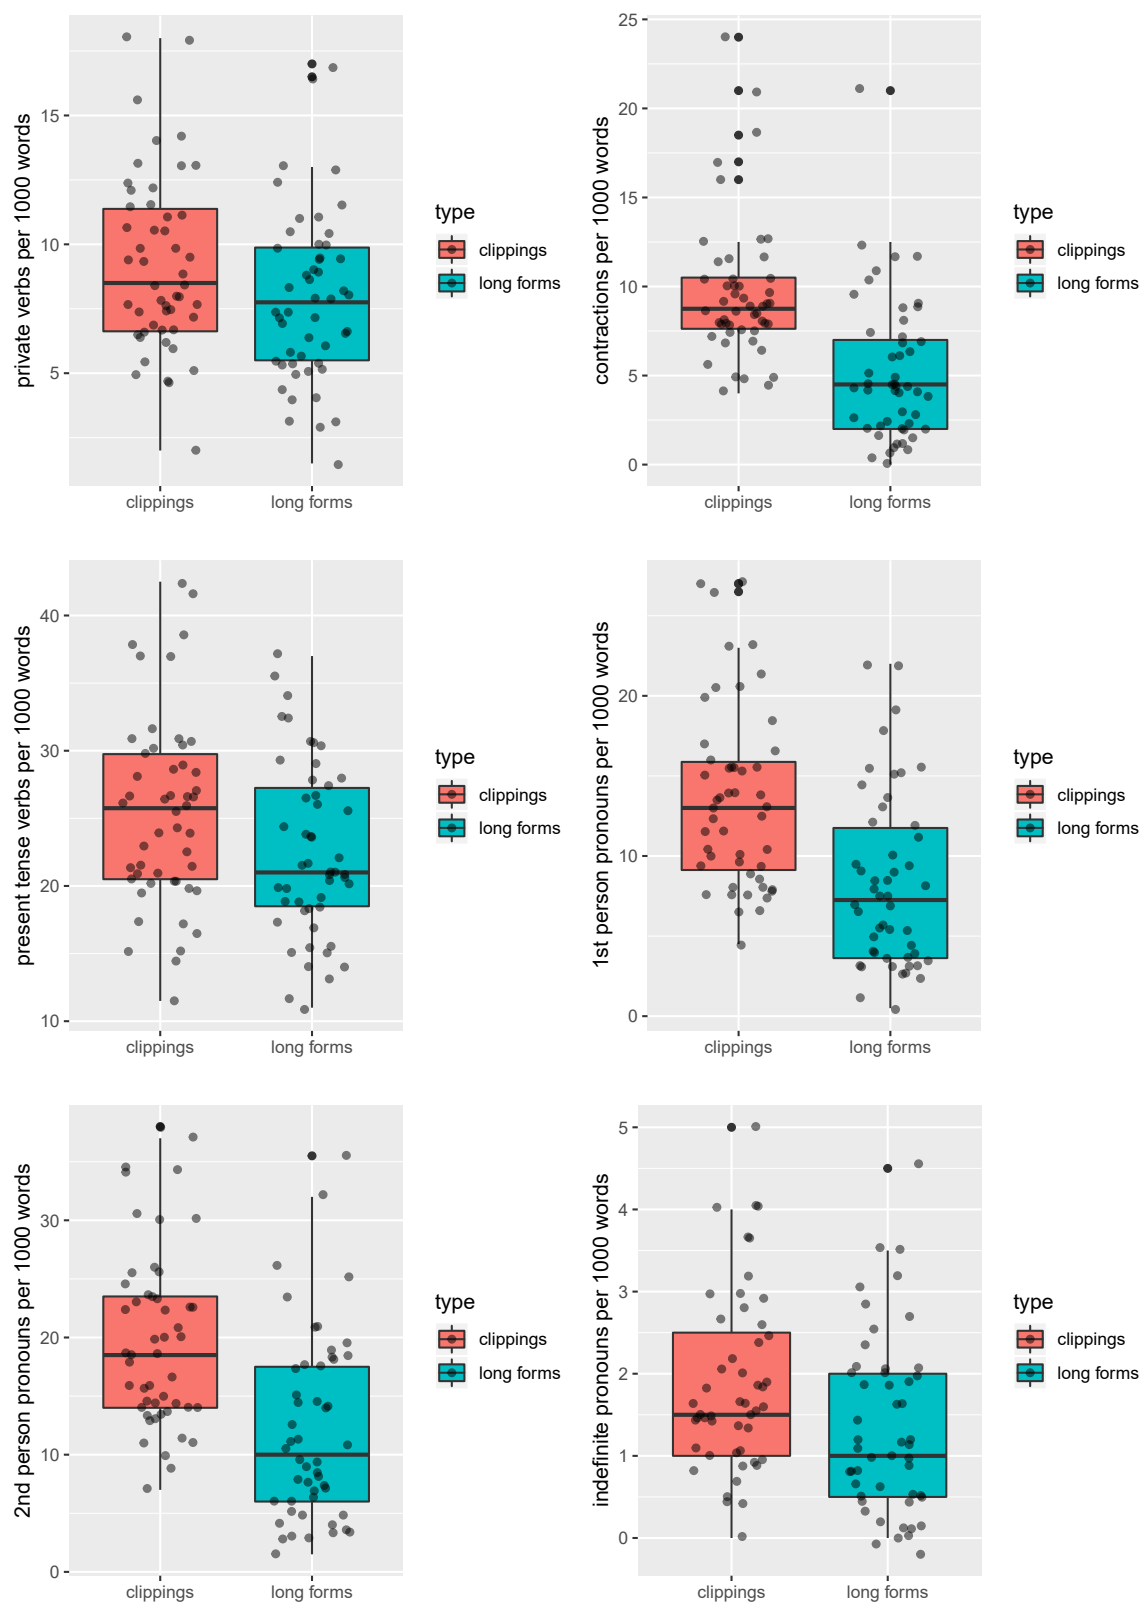 private verbs per 1000 words
15
10
5
clippings
long forms
type
clippings
long forms
contractions per 1000 words
25
20
15
10
5
0
clippings
long forms
type
clippings
long forms
present tense verbs per 1000 words
40
30
20
10
clippings
long forms
type
clippings
long forms
1st person pronouns per 1000 words
20
10
0
clippings
long forms
type
clippings
long forms
2nd person pronouns per 1000 words
30
20
10
0
clippings
long forms
type
clippings
long forms
indefinite pronouns per 1000 words
5
4
3
2
1
0
clippings
long forms
type
clippings
long forms